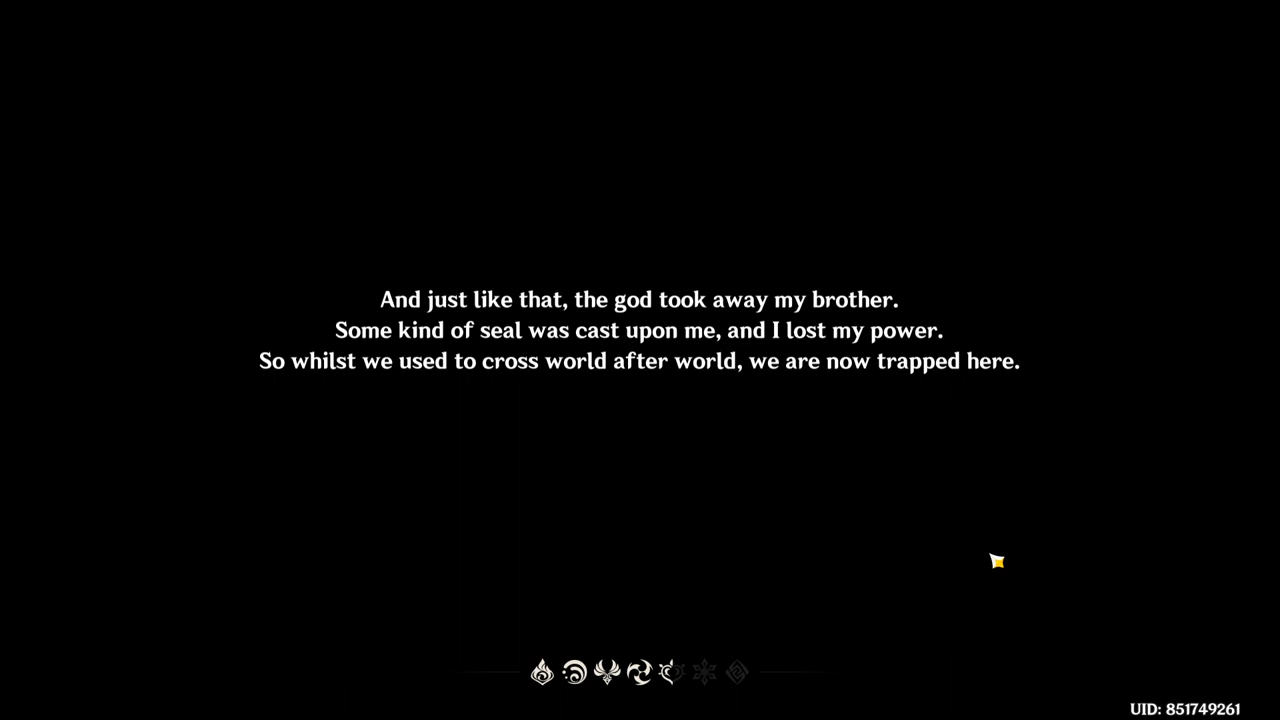 And just like that, the god took away my brother.
Some kind of seal was cast upon me, and I lost my power.
So whilst we used to cross world after world, we are now trapped here.
UID: 851749261